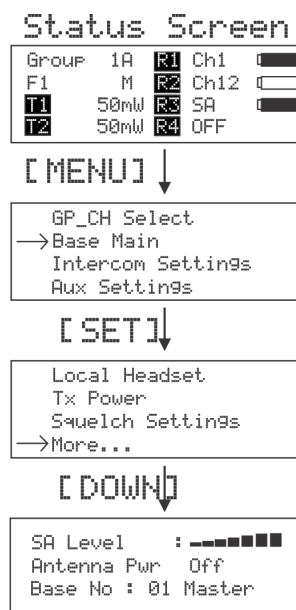 Status Screen
Group 1A R1 Ch1
F1 M R2 Ch12
T1 50mW R3 SA
T2 50mW R4 OFF
[MENU]
GP_CH Select
→Base Main
Intercom Settings
Aux Settings
[SET]
Local Headset
Tx Power
Squelch Settings
→More...
[DOWN]
SA Level :
Antenna Pwr Off
Base No : 01 Master